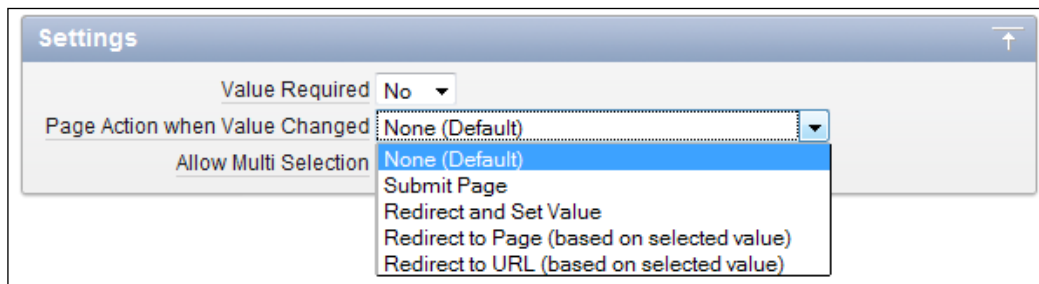 Settings
Value Required No
Page Action when Value Changed None (Default)
Allow Multi Selection None (Default)
Submit Page
Redirect and Set Value
Redirect to Page (based on selected value)
Redirect to URL (based on selected value)